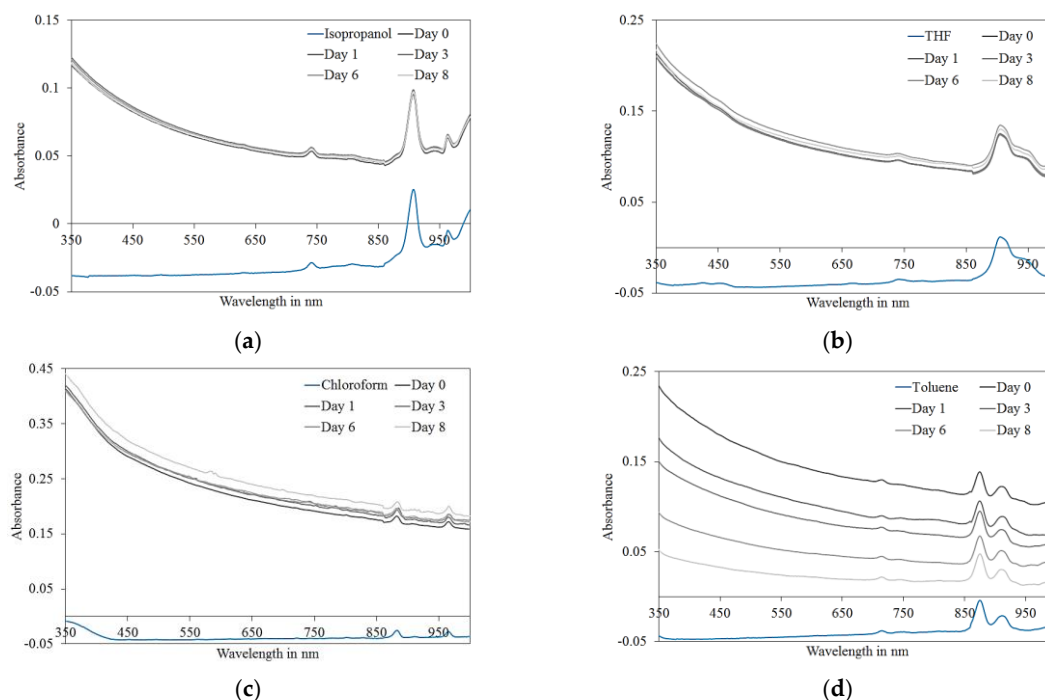 0.15
Isopropanol Day 0
Day 1 Day 3
Day 6 Day 8
0.1
Absorbance
0.05
0
350 450 550 650 750 850 950
-0.05
Wavelength in nm
(a)
0.25
THF Day 0
Day 1 Day 3
Day 6 Day 8
0.15
Absorbance
0.05
350 450 550 650 750 850 950
-0.05
Wavelength in nm
(b)
0.45
Chloroform Day 0
Day 1 Day 3
Day 6 Day 8
0.35
0.25
Absorbance
0.15
0.05
350 450 550 650 750 850 950
-0.05
Wavelength in nm
(c)
0.25
Toluene Day 0
Day 1 Day 3
Day 6 Day 8
0.15
Absorbance
0.05
350 450 550 650 750 850 950
-0.05
Wavelength in nm
(d)